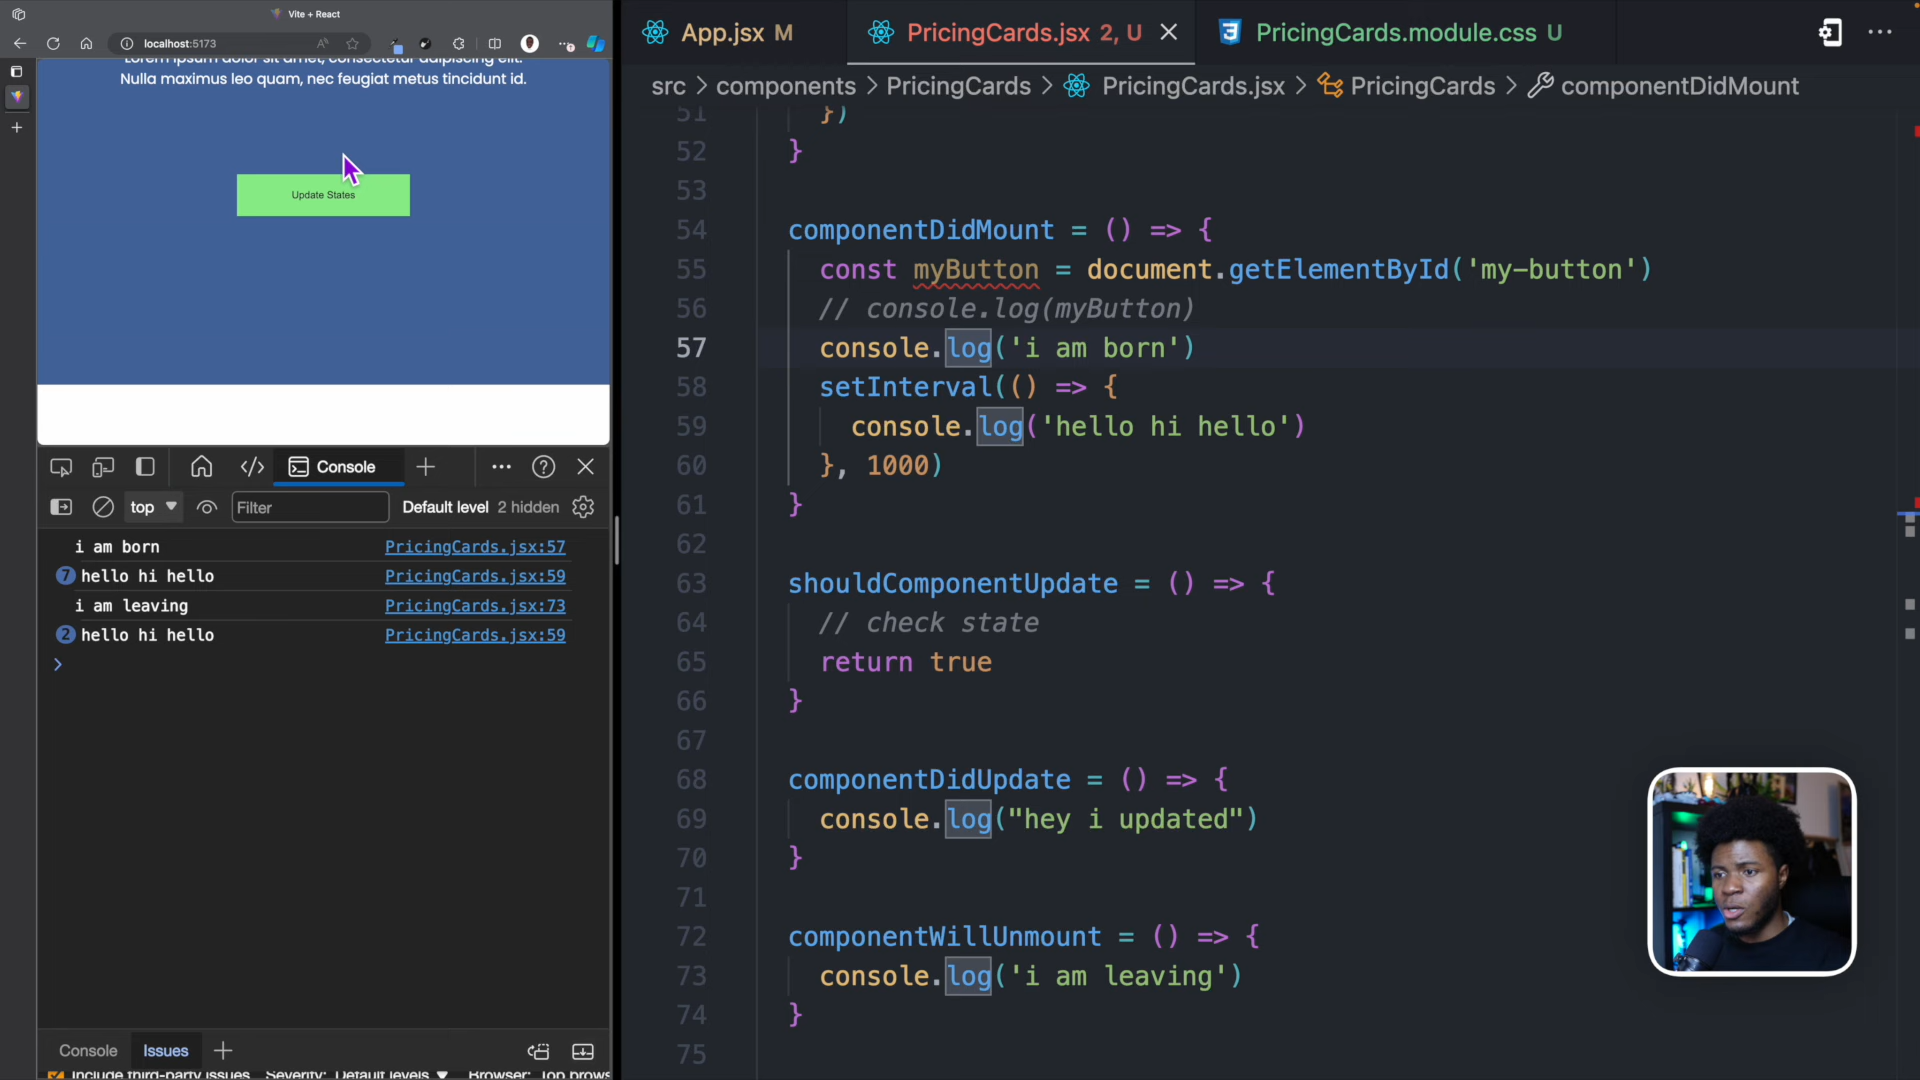 Vite + React
localhost:5173
Lorem ipsum dolor sit amet, consectetur adipiscing elit.
Nulla maximus leo quam, nec feugiat metus tincidunt id.
Update States
Console
top
Filter
Default level
2 hidden
i am born PricingCards.jsx:57
7 hello hi hello PricingCards.jsx:59
i am leaving PricingCards.jsx:73
2 hello hi hello PricingCards.jsx:59
>
Console
Issues
Include third-party issues Severity: Default levels Browser: Top brows
App.jsx M
PricingCards.jsx 2, U
PricingCards.module.css U
src > components > PricingCards > PricingCards.jsx > PricingCards > componentDidMount
51 })
52 }
53
54 componentDidMount = () => {
55 const myButton = document.getElementById('my-button')
56 // console.log(myButton)
57 console.log('i am born')
58 setInterval(() => {
59 console.log('hello hi hello')
60 }, 1000)
61 }
62
63 shouldComponentUpdate = () => {
64 // check state
65 return true
66 }
67
68 componentDidUpdate = () => {
69 console.log("hey i updated")
70 }
71
72 componentWillUnmount = () => {
73 console.log('i am leaving')
74 }
75